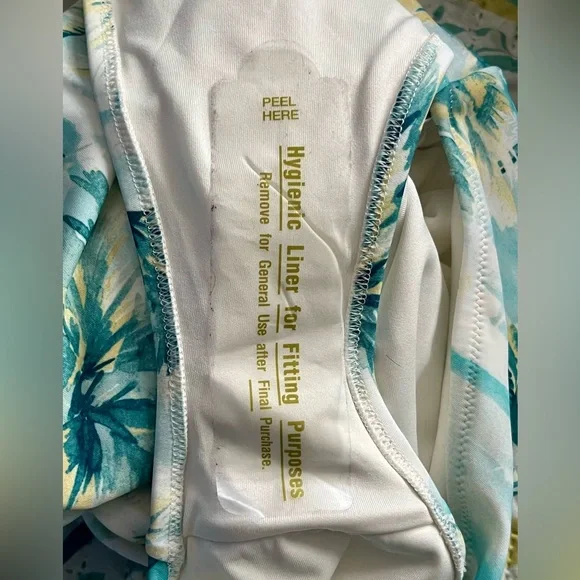 PEEL
HERE
Hygienic Liner for Fitting Purposes
Remove for General Use after Final Purchase.